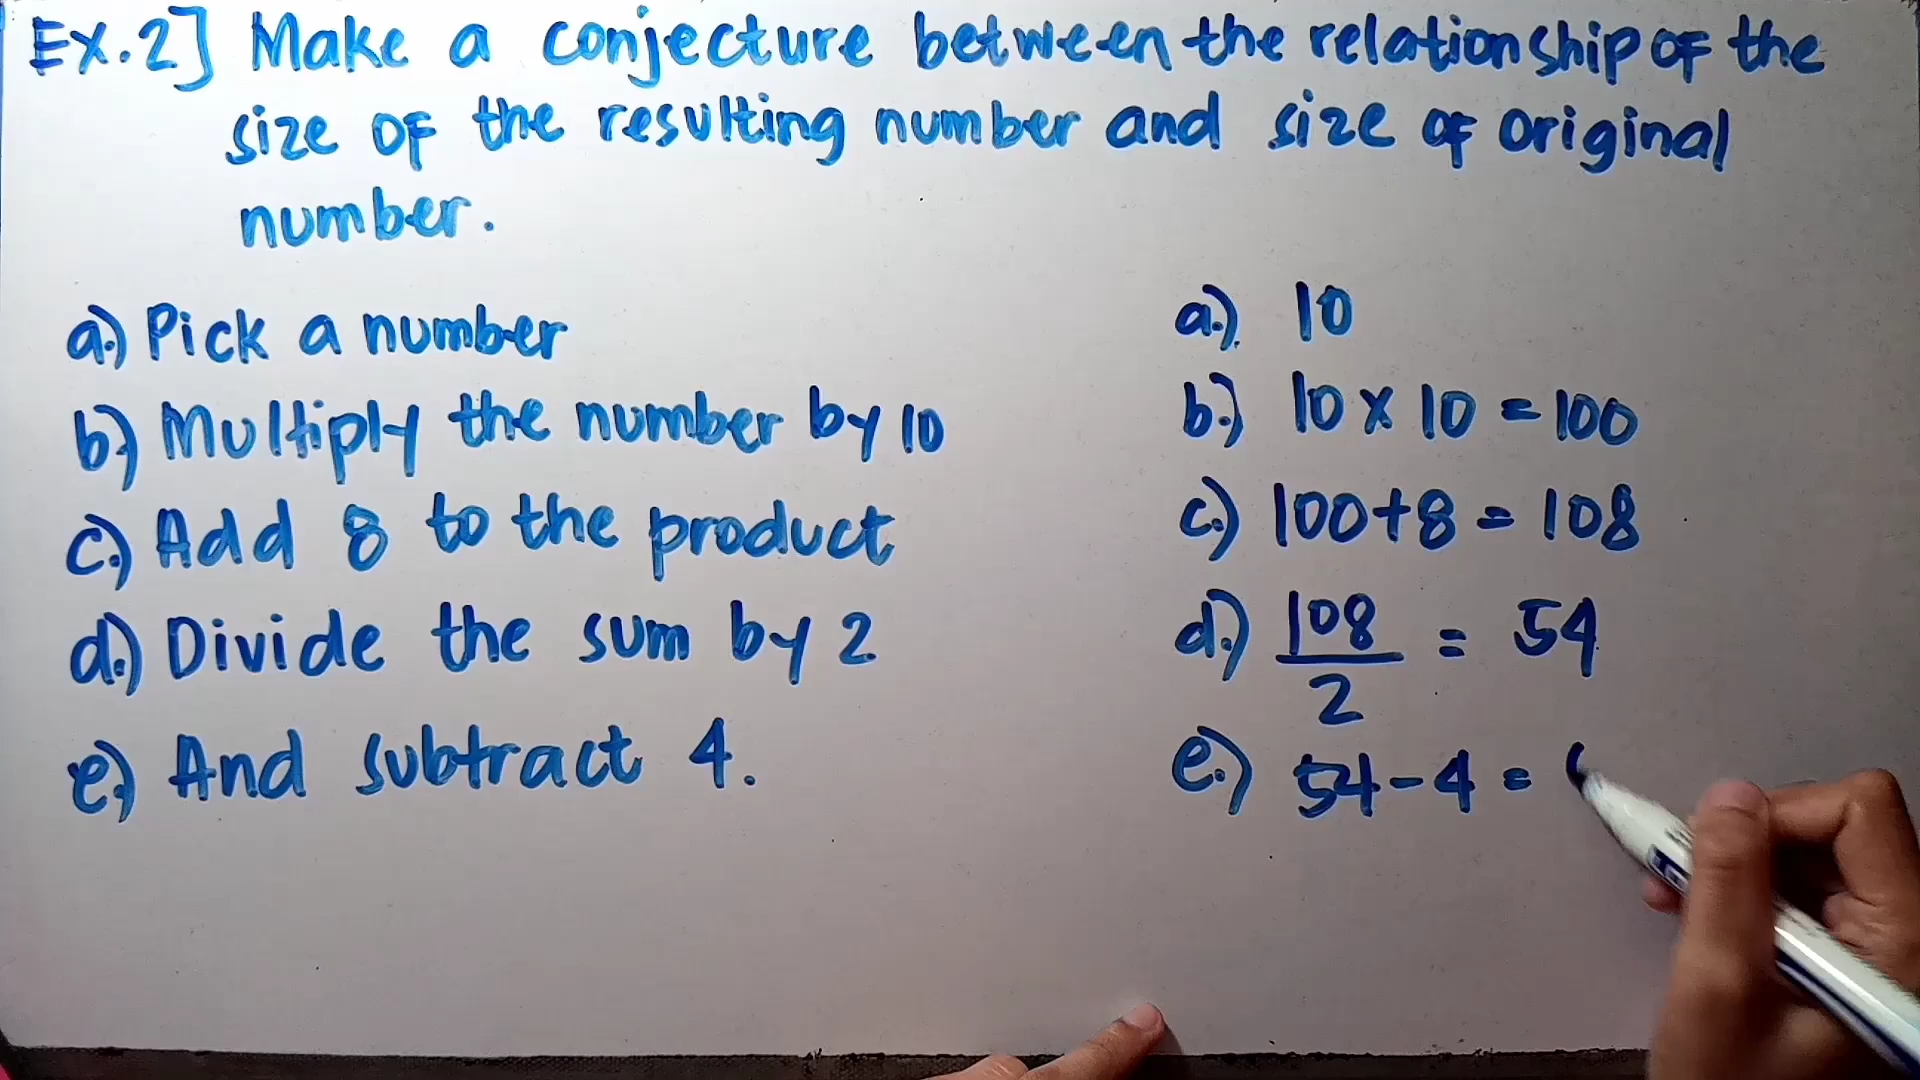 Ex.2] Make a conjecture between the relationship of the
size of the resulting number and size of original
number.
a.) Pick a number
b.) Multiply the number by 10
c.) Add 8 to the product
d.) Divide the sum by 2
e.) And subtract 4.
a.) 10
b.) 10 x 10 = 100
c.) 100+8 = 108
d.) 108/2 = 54
e.) 54-4 =